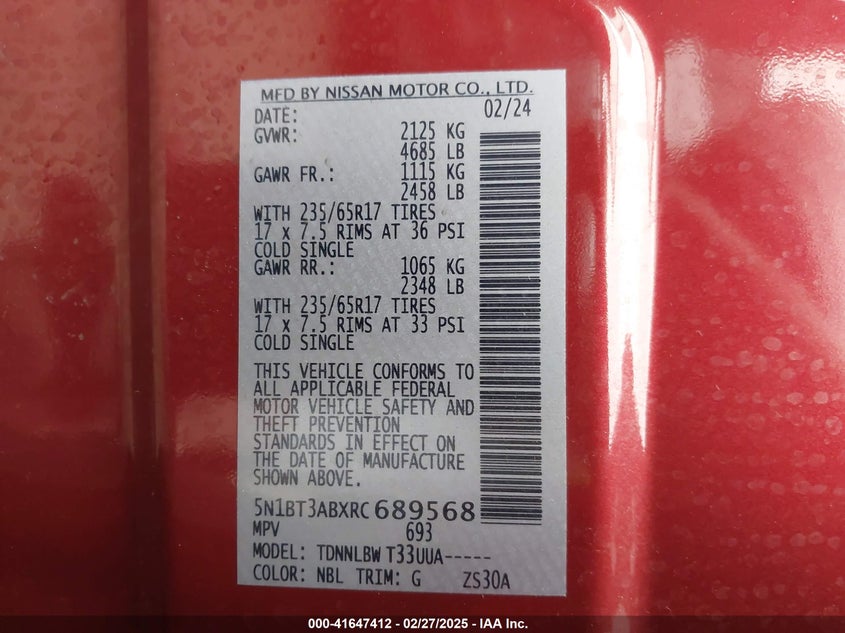 MFD BY NISSAN MOTOR CO., LTD.
DATE: 02/24
GVWR: 2125 KG
4685 LB
GAWR FR.: 1115 KG
2458 LB
WITH 235/65R17 TIRES
17 x 7.5 RIMS AT 36 PSI
COLD SINGLE
GAWR RR.: 1065 KG
2348 LB
WITH 235/65R17 TIRES
17 x 7.5 RIMS AT 33 PSI
COLD SINGLE
THIS VEHICLE CONFORMS TO
ALL APPLICABLE FEDERAL
MOTOR VEHICLE SAFETY AND
THEFT PREVENTION
STANDARDS IN EFFECT ON
THE DATE OF MANUFACTURE
SHOWN ABOVE.
5N1BT3ABXRC689568
MPV 693
MODEL: TDNNLBW T33UUA-----
COLOR: NBL TRIM: G ZS30A
000-41647412 - 02/27/2025 - IAA Inc.